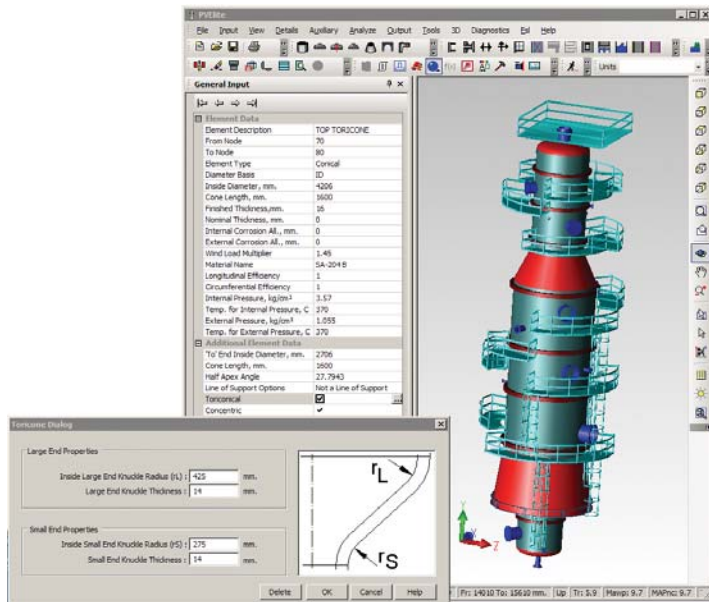 PVElite
File Input View Details Auxiliary Analyze Output Tools 3D Diagnostics Esl Help
Units
General Input
Element Data
Element Description TOP TORICONE
From Node 70
To Node 80
Element Type Conical
Diameter Basis ID
Inside Diameter, mm. 4206
Cone Length, mm. 1600
Finished Thickness,mm. 16
Nominal Thickness, mm. 0
Internal Corrosion All., mm. 0
External Corrosion All., mm. 0
Wind Load Multiplier 1.45
Material Name SA-204 B
Longitudinal Efficiency 1
Circumferential Efficiency 1
Internal Pressure, kg/cm² 3.57
Temp. for Internal Pressure, C 370
External Pressure, kg/cm² 1.055
Temp. for External Pressure, C 370
Additional Element Data
'To' End Inside Diameter, mm. 2706
Cone Length, mm. 1600
Half Apex Angle 27.7943
Line of Support Options Not a Line of Support
Toriconical
Concentric
Toricone Dialog
Large End Properties
Inside Large End Knuckle Radius (rL) : 425 mm.
Large End Knuckle Thickness : 14 mm.
Small End Properties
Inside Small End Knuckle Radius (rS) : 275 mm.
Small End Knuckle Thickness : 14 mm.
rL
rS
Delete OK Cancel Help
Y
X
Z
Fr: 14010 To: 15610 mm. Up Tr: 5.9 Mawp: 9.7 MAPnc: 9.7